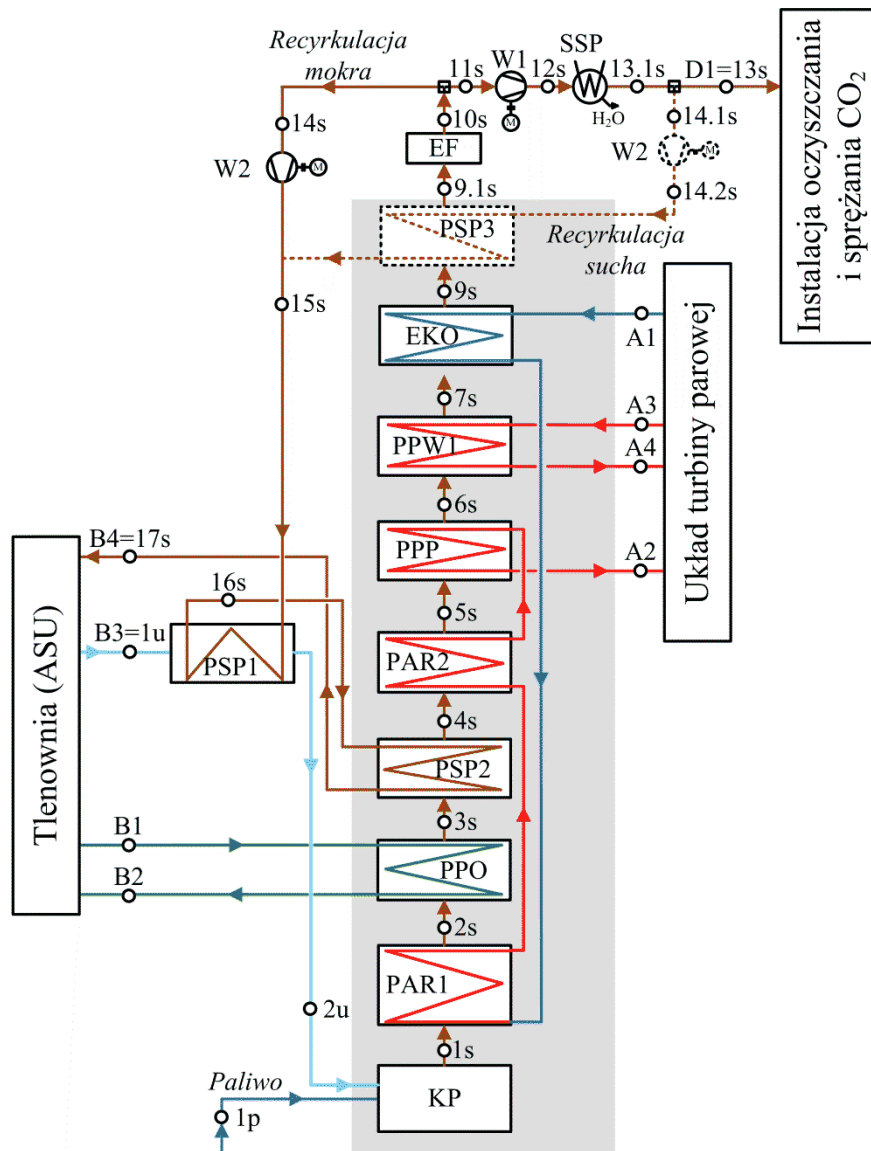 Recyrkulacja
mokra
11s
W1
12s
SSP
13.1s
D1=13s
H2O
M
14s
10s
14.1s
EF
W2
M
W2
M
9.1s
14.2s
PSP3
Recyrkulacja
sucha
Instalacja oczyszczania
i sprężania CO2
15s
9s
EKO
A1
7s
A3
PPW1
A4
6s
PPP
A2
Układ turbiny parowej
B4=17s
16s
5s
B3=1u
PSP1
PAR2
4s
PSP2
Tlenownia (ASU)
B1
3s
PPO
B2
2s
PAR1
2u
1s
Paliwo
KP
1p